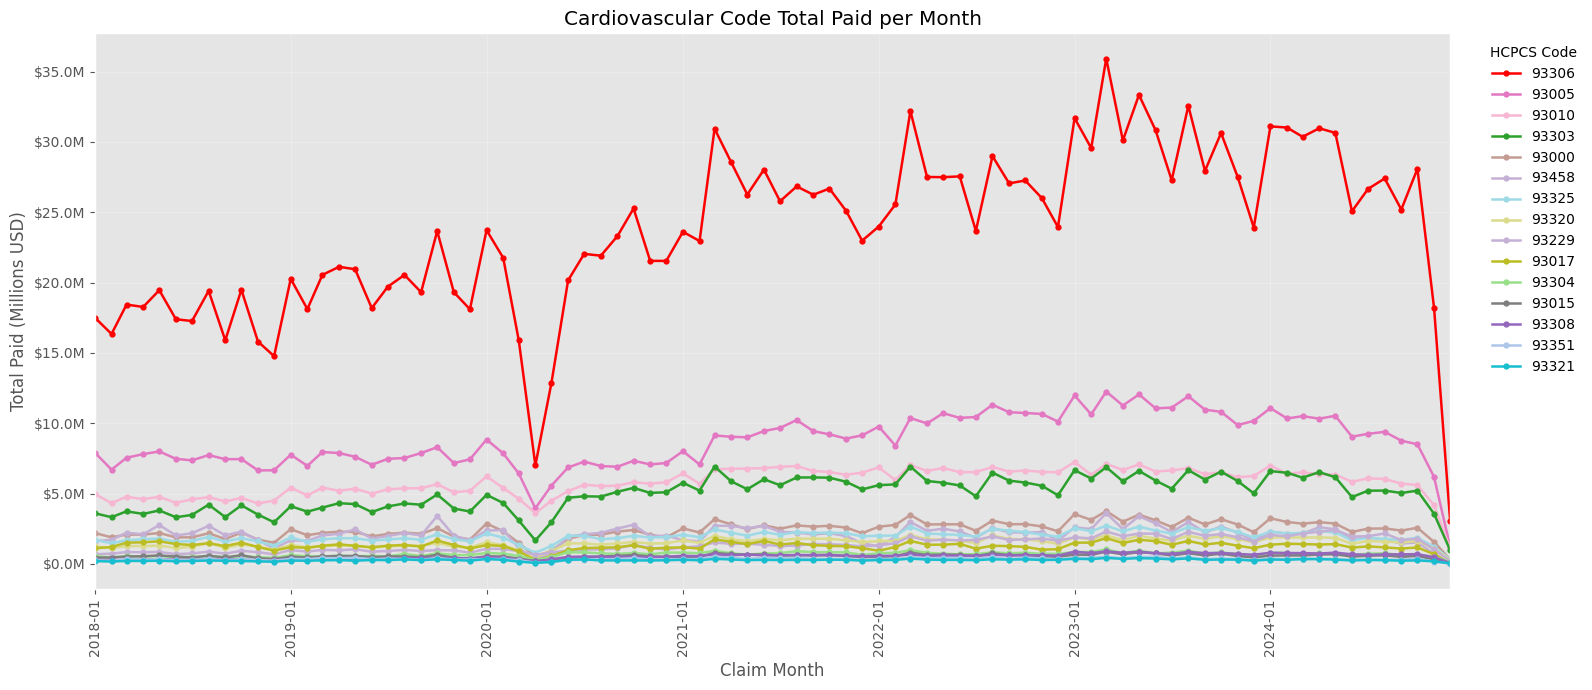 Cardiovascular Code Total Paid per Month
Total Paid (Millions USD)
$35.0M
$30.0M
$25.0M
$20.0M
$15.0M
$10.0M
$5.0M
$0.0M
2018-01
2019-01
2020-01
2021-01
2022-01
2023-01
2024-01
Claim Month
HCPCS Code
93306
93005
93010
93303
93000
93458
93325
93320
93229
93017
93304
93015
93308
93351
93321